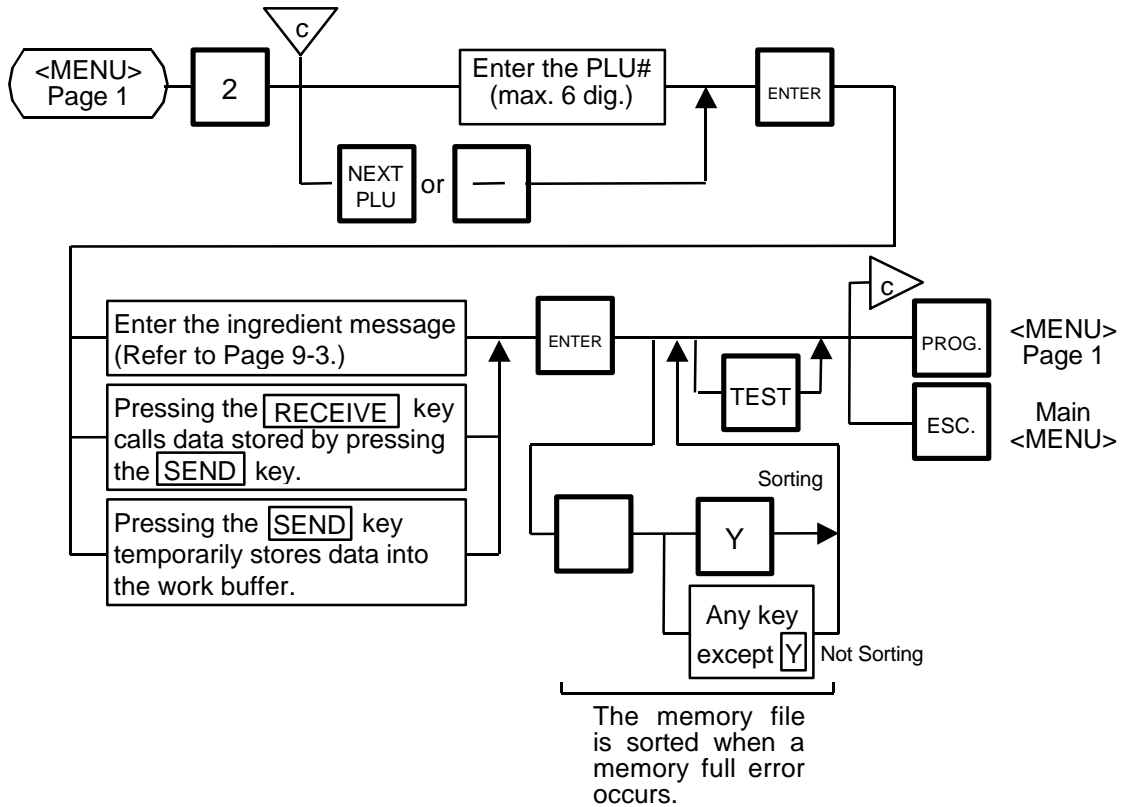 c
<MENU>
Page 1
2
Enter the PLU#
(max. 6 dig.)
ENTER
NEXT
PLU
or
—
Enter the ingredient message
(Refer to Page 9-3.)
Pressing the RECEIVE key
calls data stored by pressing
the SEND key.
Pressing the SEND key
temporarily stores data into
the work buffer.
ENTER
TEST
c
PROG.
<MENU>
Page 1
ESC.
Main
<MENU>
Sorting
Y
Any key
except Y
Not Sorting
The memory file
is sorted when a
memory full error
occurs.